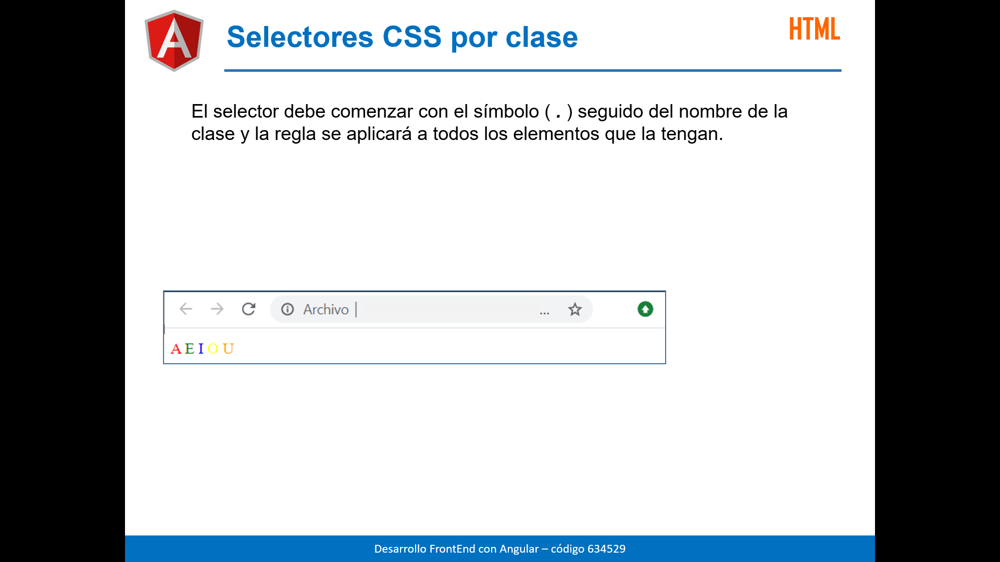 Selectores CSS por clase
HTML
El selector debe comenzar con el símbolo ( . ) seguido del nombre de la
clase y la regla se aplicará a todos los elementos que la tengan.
Archivo | ...
A E I O U
Desarrollo FrontEnd con Angular – código 634529